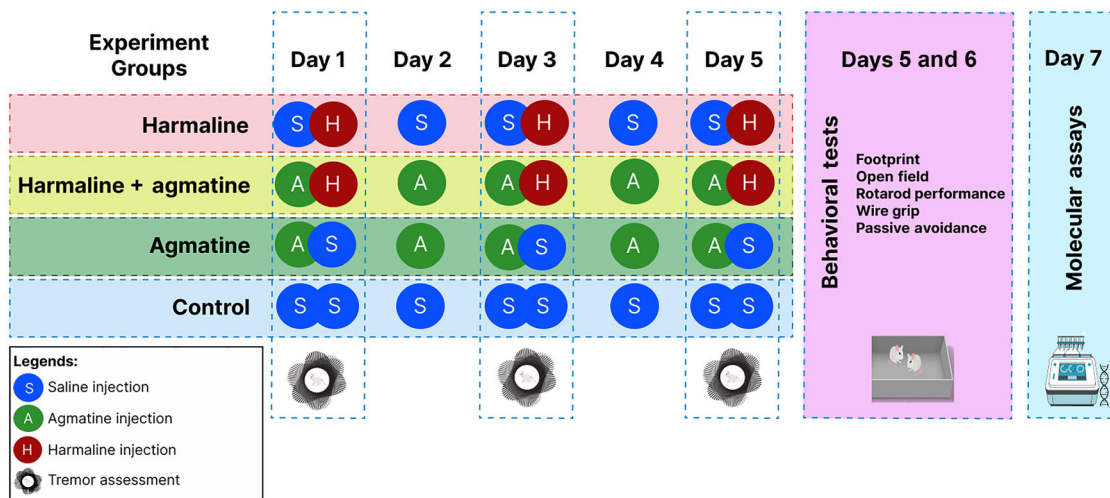 Experiment
Groups
Day 1
Day 2
Day 3
Day 4
Day 5
Days 5 and 6
Day 7
Harmaline
S H
S
S H
S
S H
Harmaline + agmatine
A H
A
A H
A
A H
Agmatine
A S
A
A S
A
A S
Control
S S
S
S S
S
S S
Behavioral tests
Footprint
Open field
Rotarod performance
Wire grip
Passive avoidance
Molecular assays
Legends:
S Saline injection
A Agmatine injection
H Harmaline injection
Tremor assessment